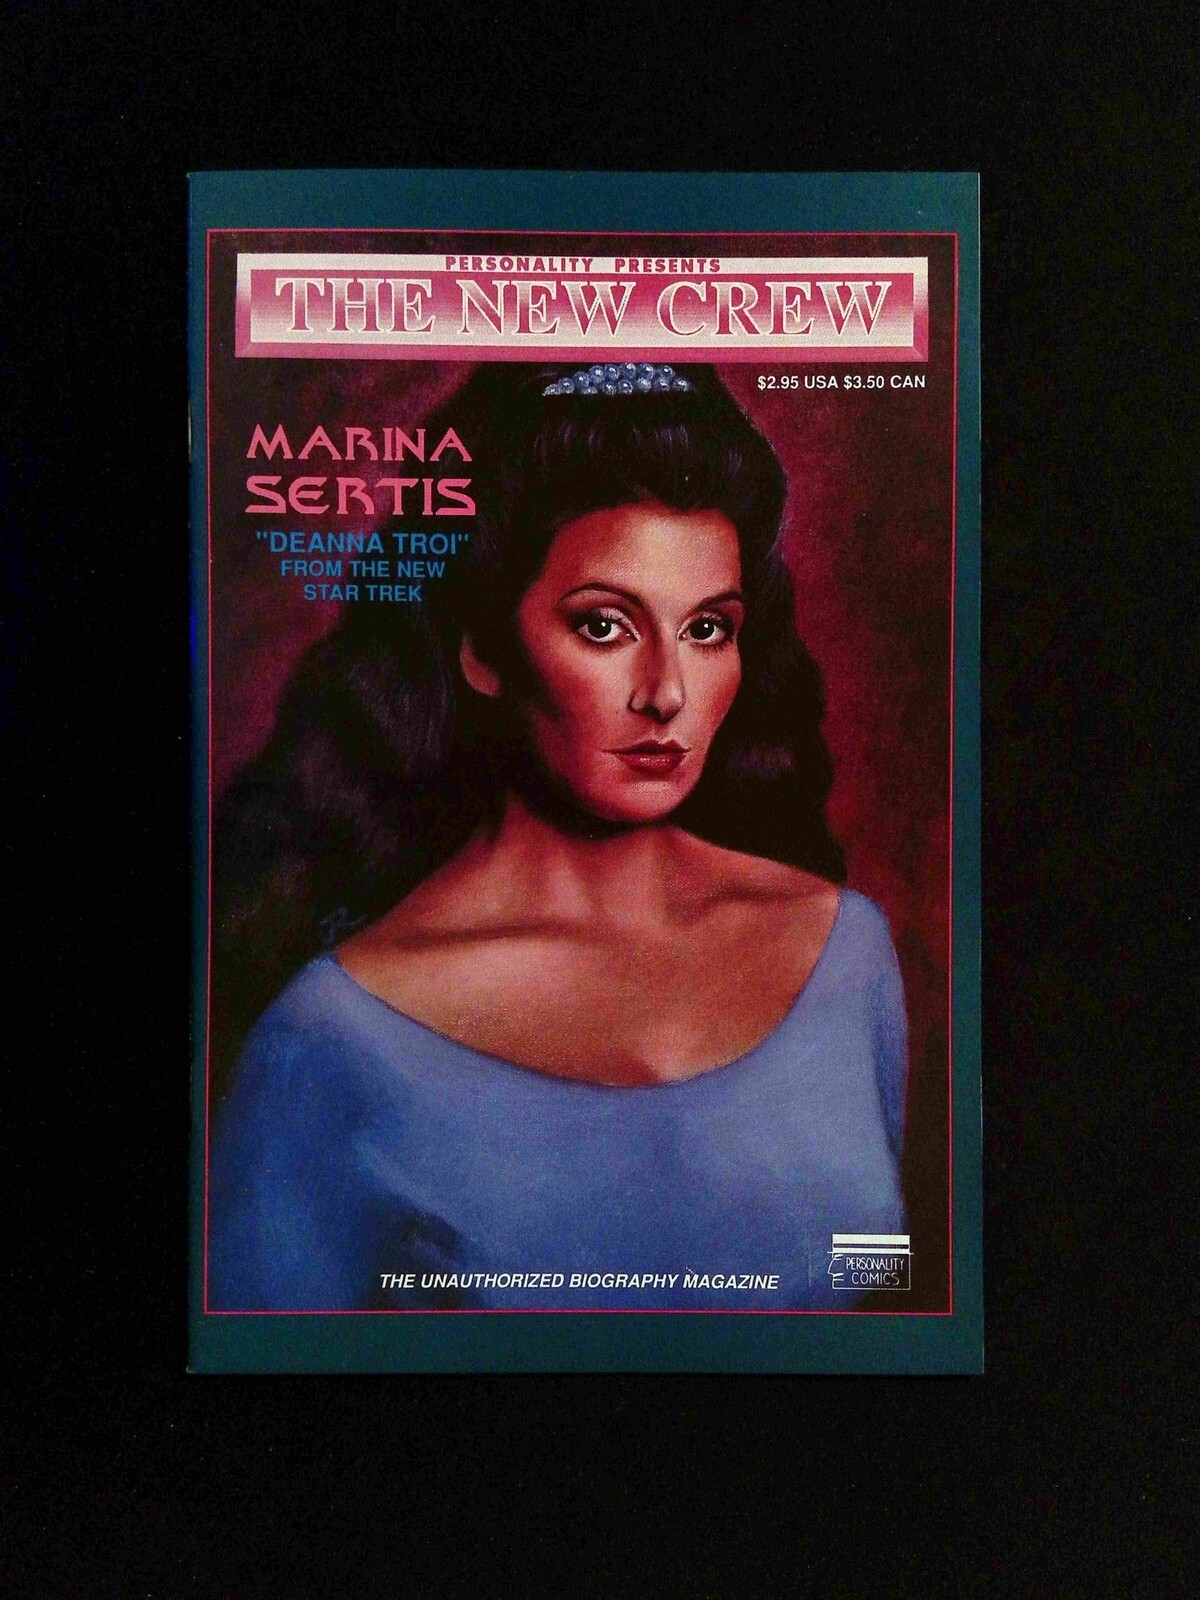 PERSONALITY PRESENTS
THE NEW CREW
$2.95 USA $3.50 CAN
MARINA
SERTIS
"DEANNA TROI"
FROM THE NEW
STAR TREK
THE UNAUTHORIZED BIOGRAPHY MAGAZINE
PERSONALITY
COMICS